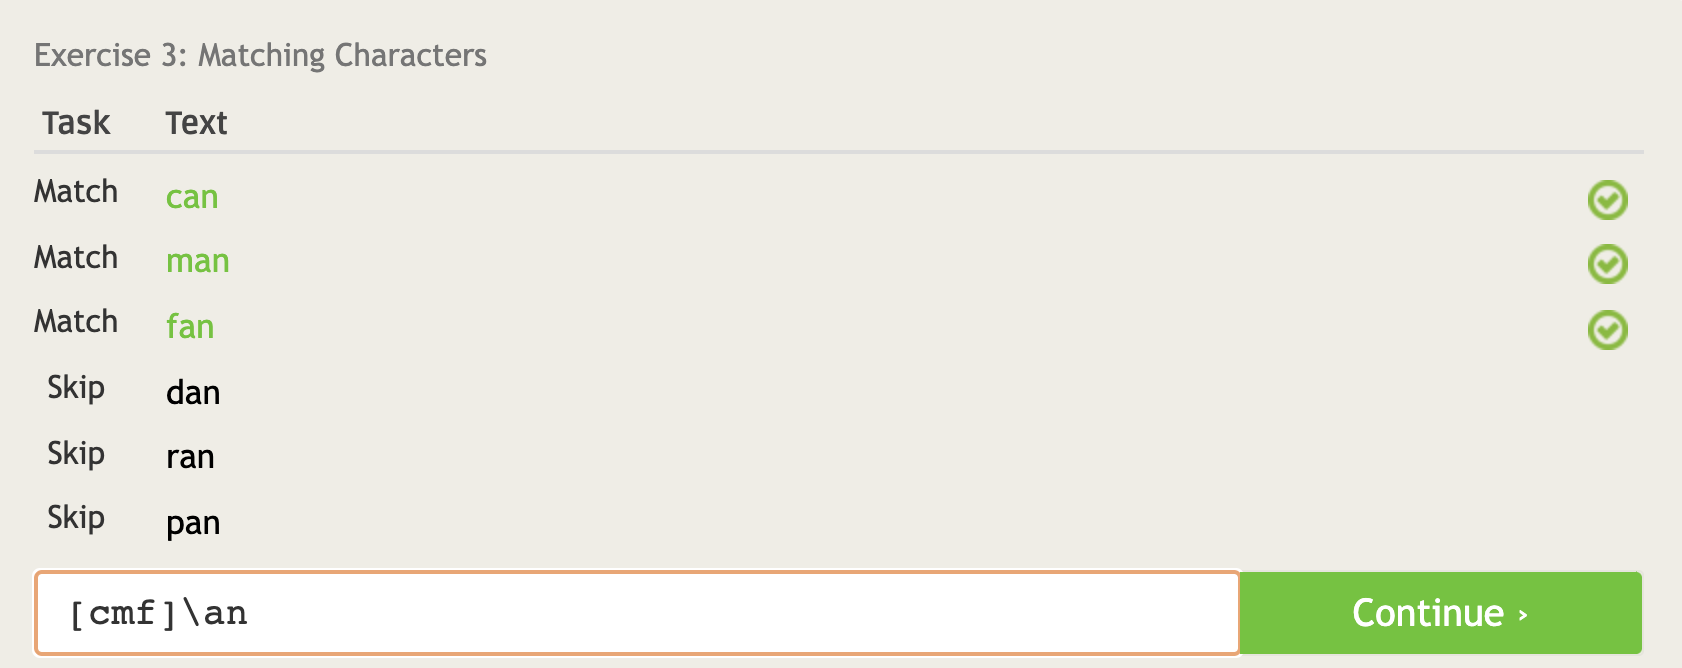 Exercise 3: Matching Characters
Task Text
Match can
Match man
Match fan
Skip dan
Skip ran
Skip pan
[cmf]\an
Continue ›